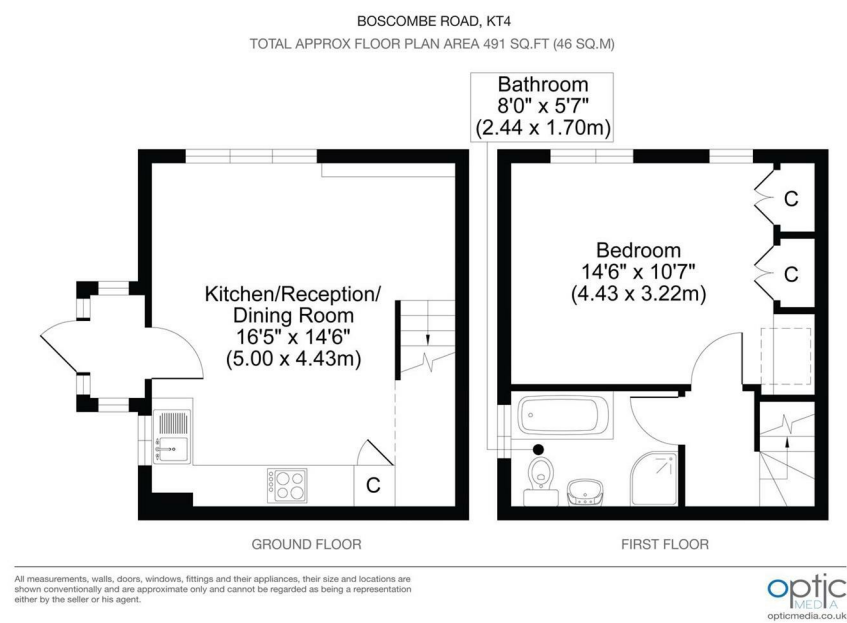 BOSCOMBE ROAD, KT4
TOTAL APPROX FLOOR PLAN AREA 491 SQ.FT (46 SQ.M)
Bathroom
8'0" x 5'7"
(2.44 x 1.70m)
Kitchen/Reception/
Dining Room
16'5" x 14'6"
(5.00 x 4.43m)
C
Bedroom
14'6" x 10'7"
(4.43 x 3.22m)
C
C
GROUND FLOOR
FIRST FLOOR
All measurements, walls, doors, windows, fittings and their appliances, their size and locations are
shown conventionally and are approximate only and cannot be regarded as being a representation
either by the seller or his agent.
optic
MEDIA
opticmedia.co.uk